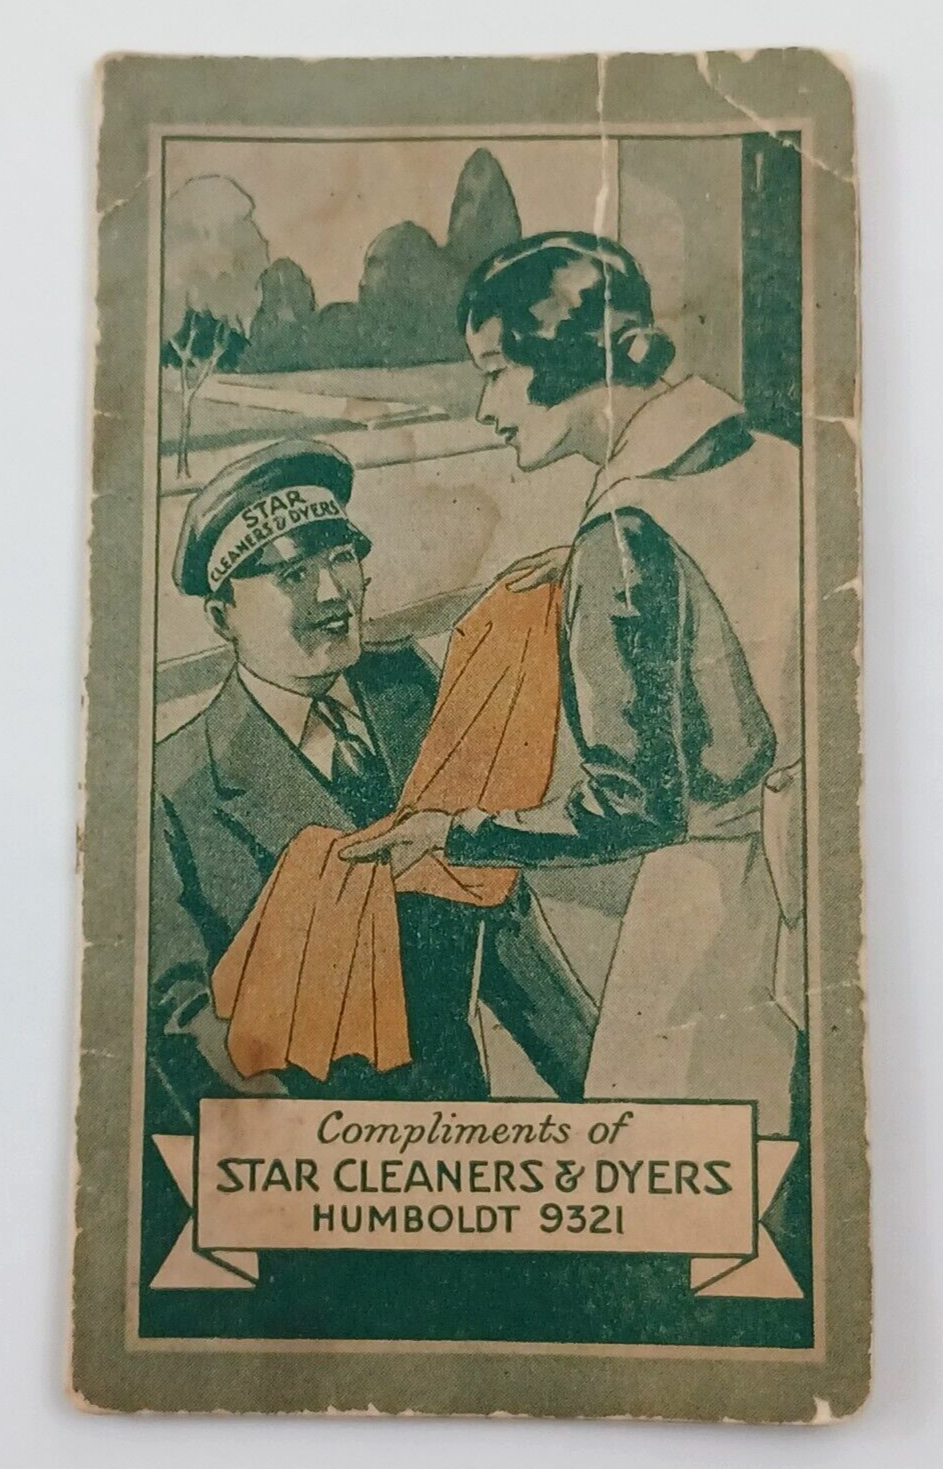 STAR
CLEANERS & DYERS
Compliments of
STAR CLEANERS & DYERS
HUMBOLDT 9321